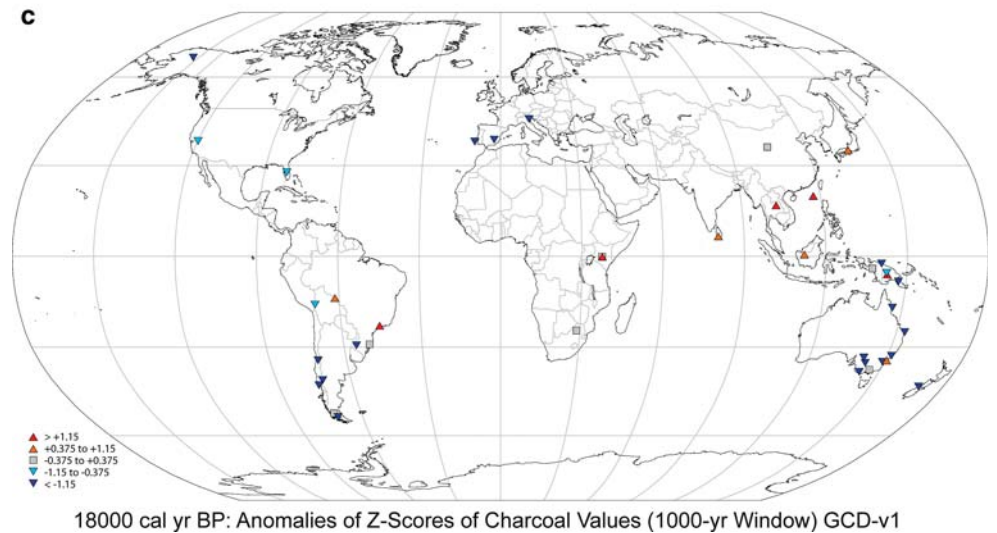 c
> +1.15
+0.375 to +1.15
-0.375 to +0.375
-1.15 to -0.375
< -1.15
18000 cal yr BP: Anomalies of Z-Scores of Charcoal Values (1000-yr Window) GCD-v1